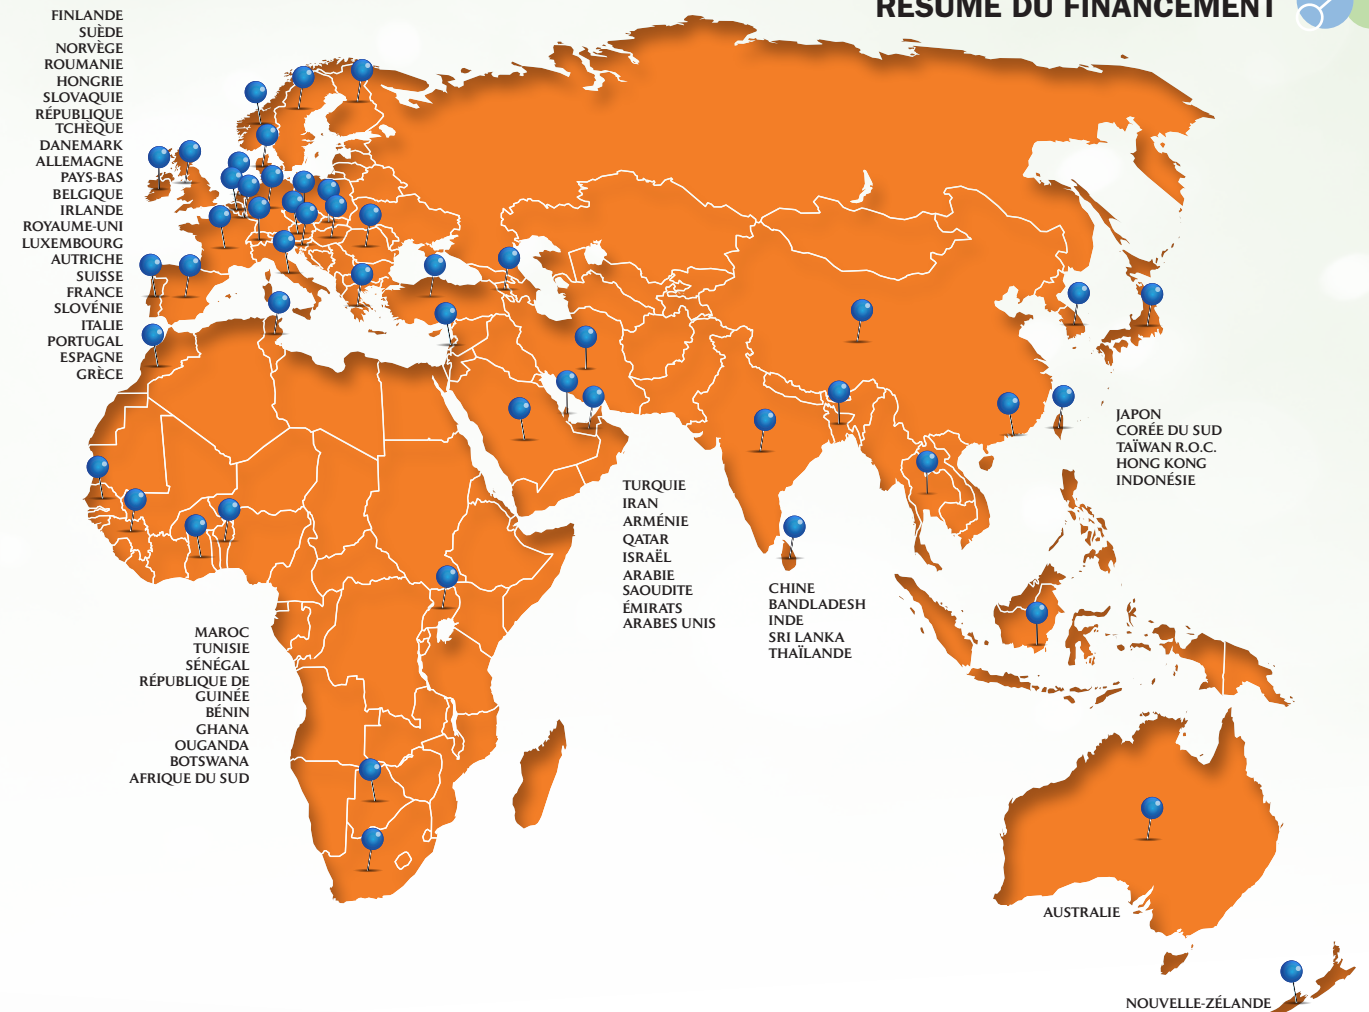 RÉSUMÉ DU FINANCEMENT
FINLANDE
SUÈDE
NORVÈGE
ROUMANIE
HONGRIE
SLOVAQUIE
RÉPUBLIQUE
TCHÈQUE
DANEMARK
ALLEMAGNE
PAYS-BAS
BELGIQUE
IRLANDE
ROYAUME-UNI
LUXEMBOURG
AUTRICHE
SUISSE
FRANCE
SLOVÉNIE
ITALIE
PORTUGAL
ESPAGNE
GRÈCE
JAPON
CORÉE DU SUD
TAÏWAN R.O.C.
HONG KONG
INDONÉSIE
TURQUIE
IRAN
ARMÉNIE
QATAR
ISRAËL
ARABIE
SAOUDITE
ÉMIRATS
ARABES UNIS
CHINE
BANDLADESH
INDE
SRI LANKA
THAÏLANDE
MAROC
TUNISIE
SÉNÉGAL
RÉPUBLIQUE DE
GUINÉE
BÉNIN
GHANA
OUGANDA
BOTSWANA
AFRIQUE DU SUD
AUSTRALIE
NOUVELLE-ZÉLANDE